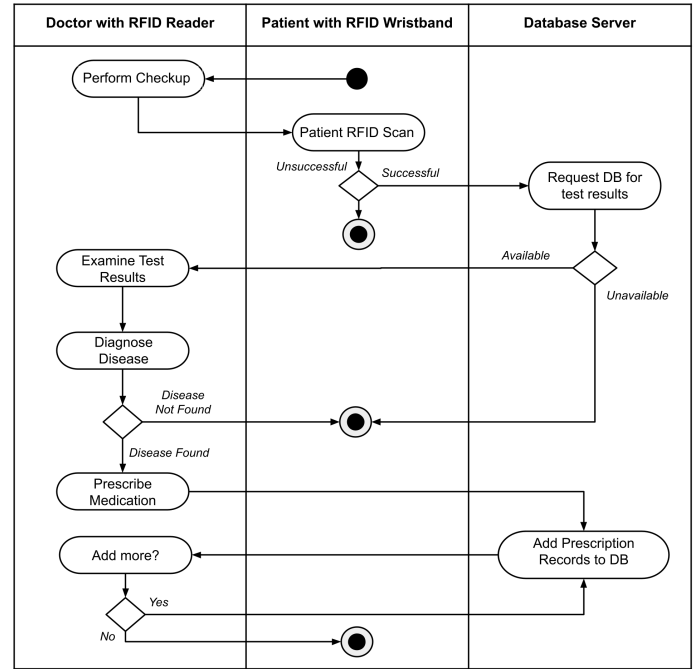 Doctor with RFID Reader
Patient with RFID Wristband
Database Server
Perform Checkup
Patient RFID Scan
Unsuccessful
Successful
Request DB for
test results
Available
Examine Test
Results
Unavailable
Diagnose
Disease
Disease
Not Found
Disease Found
Prescribe
Medication
Add Prescription
Records to DB
Add more?
Yes
No